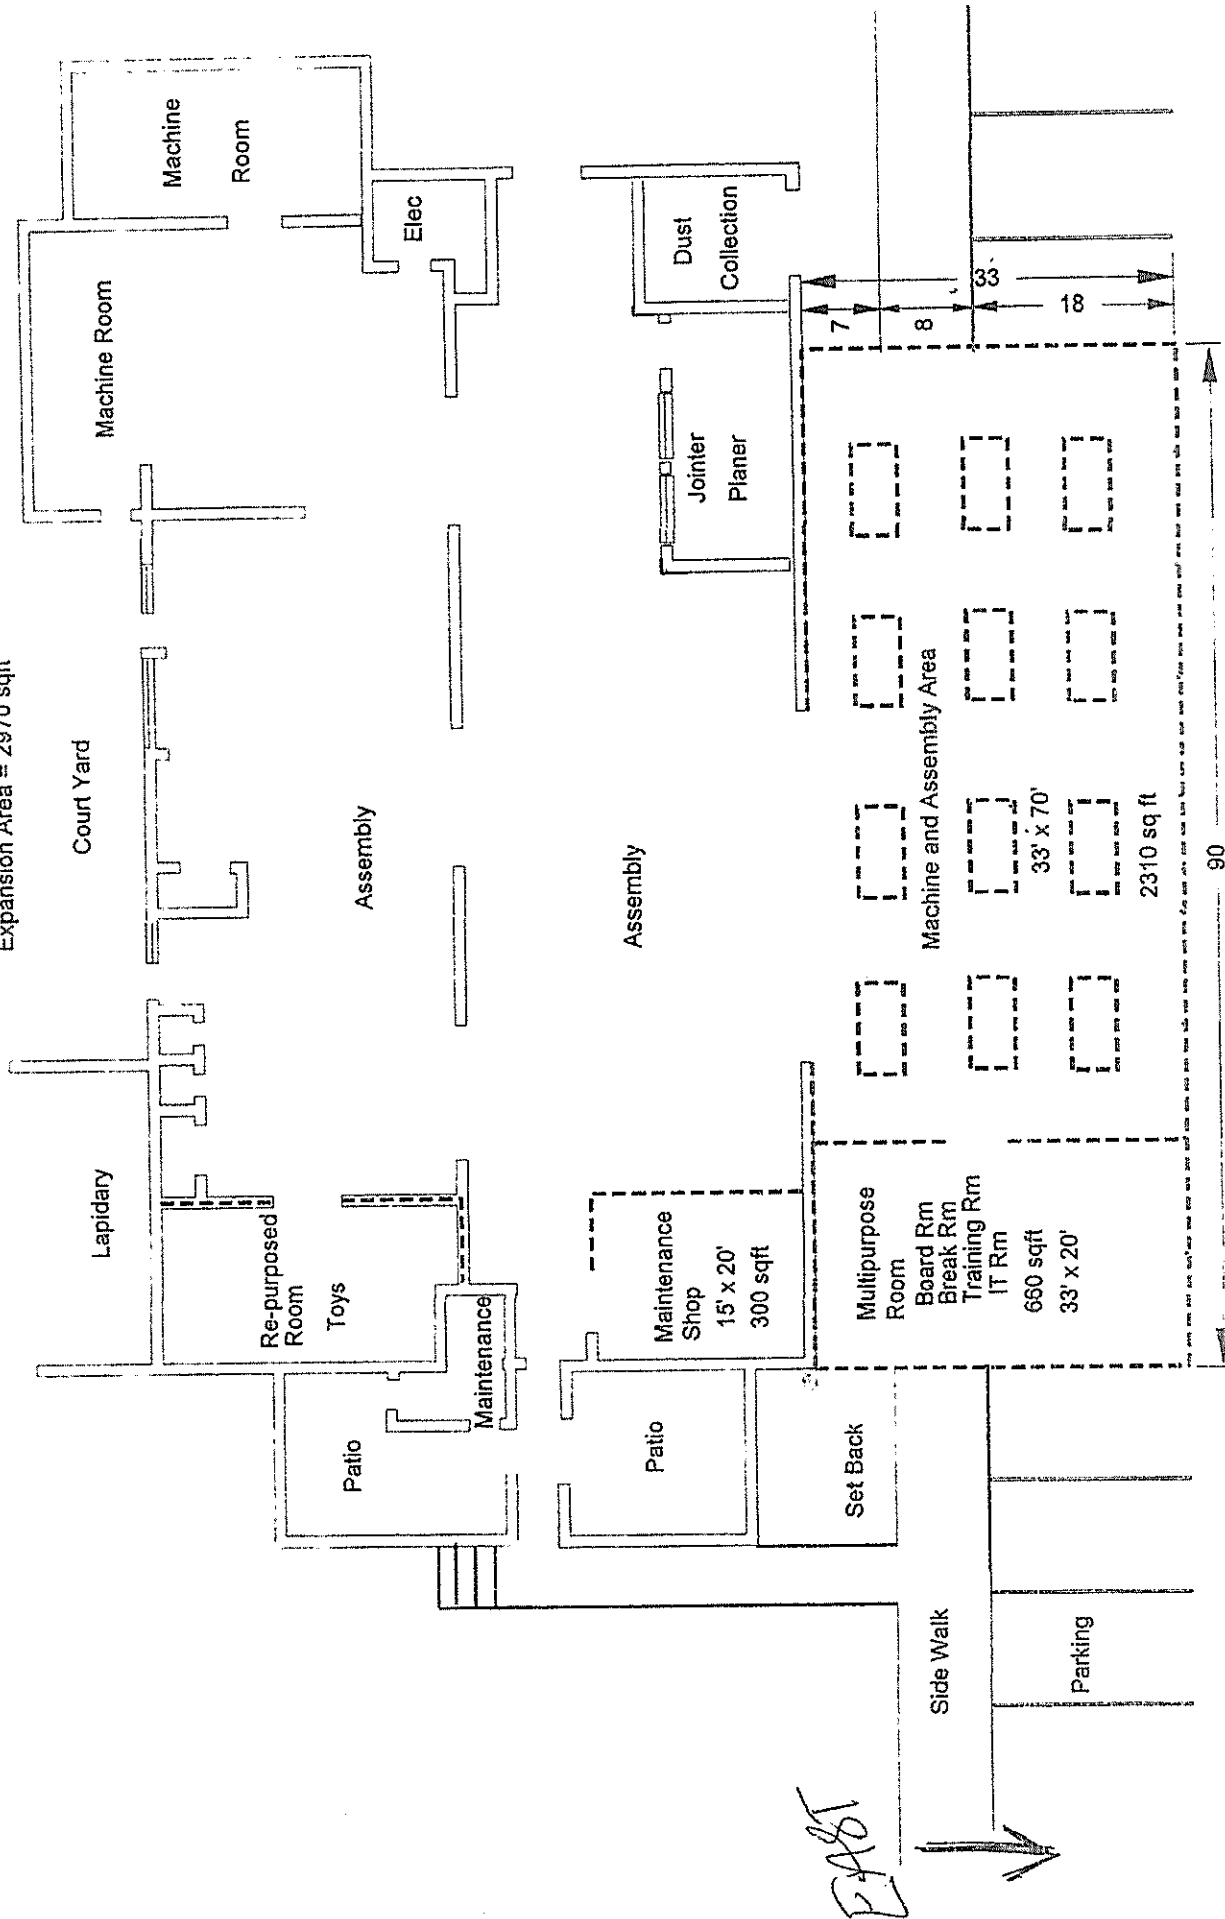 Expansion Area = 2970 sqft
Court Yard
Lapidary
Machine Room
Machine
Room
Elec
Re-purposed
Room
Toys
Assembly
Patio
Maintenance
Assembly
Dust
Collection
Jointer
Planer
Maintenance
Shop
15' x 20'
300 sqft
Patio
Set Back
Multipurpose
Room
Board Rm
Break Rm
Training Rm
IT Rm
660 sqft
33' x 20'
Machine and Assembly Area
33' x 70'
2310 sq ft
7
8
18
33
90
Side Walk
Parking
EAST